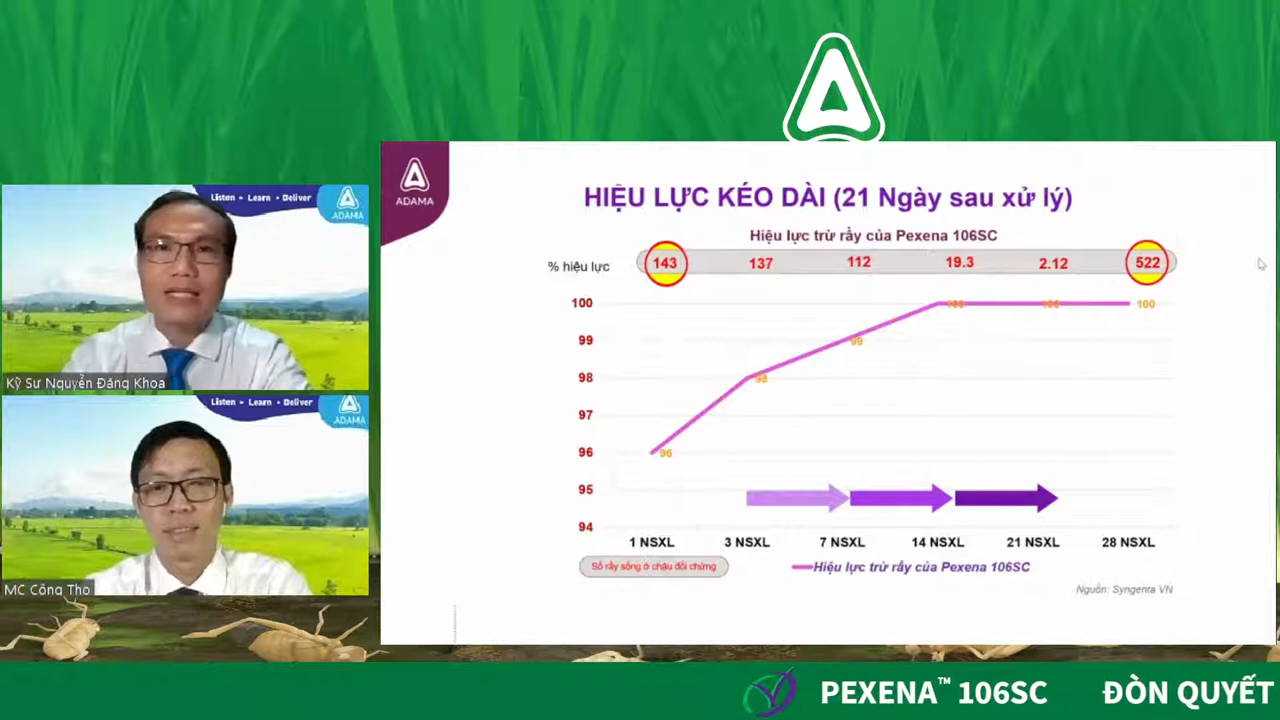 Listen ▸ Learn ▸ Deliver
ADAMA
Kỹ Sư Nguyễn Đăng Khoa
Listen ▸ Learn ▸ Deliver
ADAMA
MC Công Tho
ADAMA
HIỆU LỰC KÉO DÀI (21 Ngày sau xử lý)
Hiệu lực trừ rầy của Pexena 106SC
% hiệu lực
143 137 112 19.3 2.12 522
100
99
98
97
96
95
94
96 98 99 100 100 100
1 NSXL 3 NSXL 7 NSXL 14 NSXL 21 NSXL 28 NSXL
Số rầy sống ở chậu đối chứng
Hiệu lực trừ rầy của Pexena 106SC
Nguồn: Syngenta VN
PEXENA™ 106SC ĐÒN QUYẾT